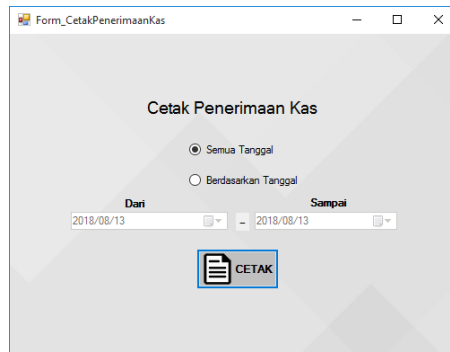 Form_CetakPenerimaanKas
Cetak Penerimaan Kas
Semua Tanggal
Berdasarkan Tanggal
Dari Sampai
2018/08/13 - 2018/08/13
CETAK